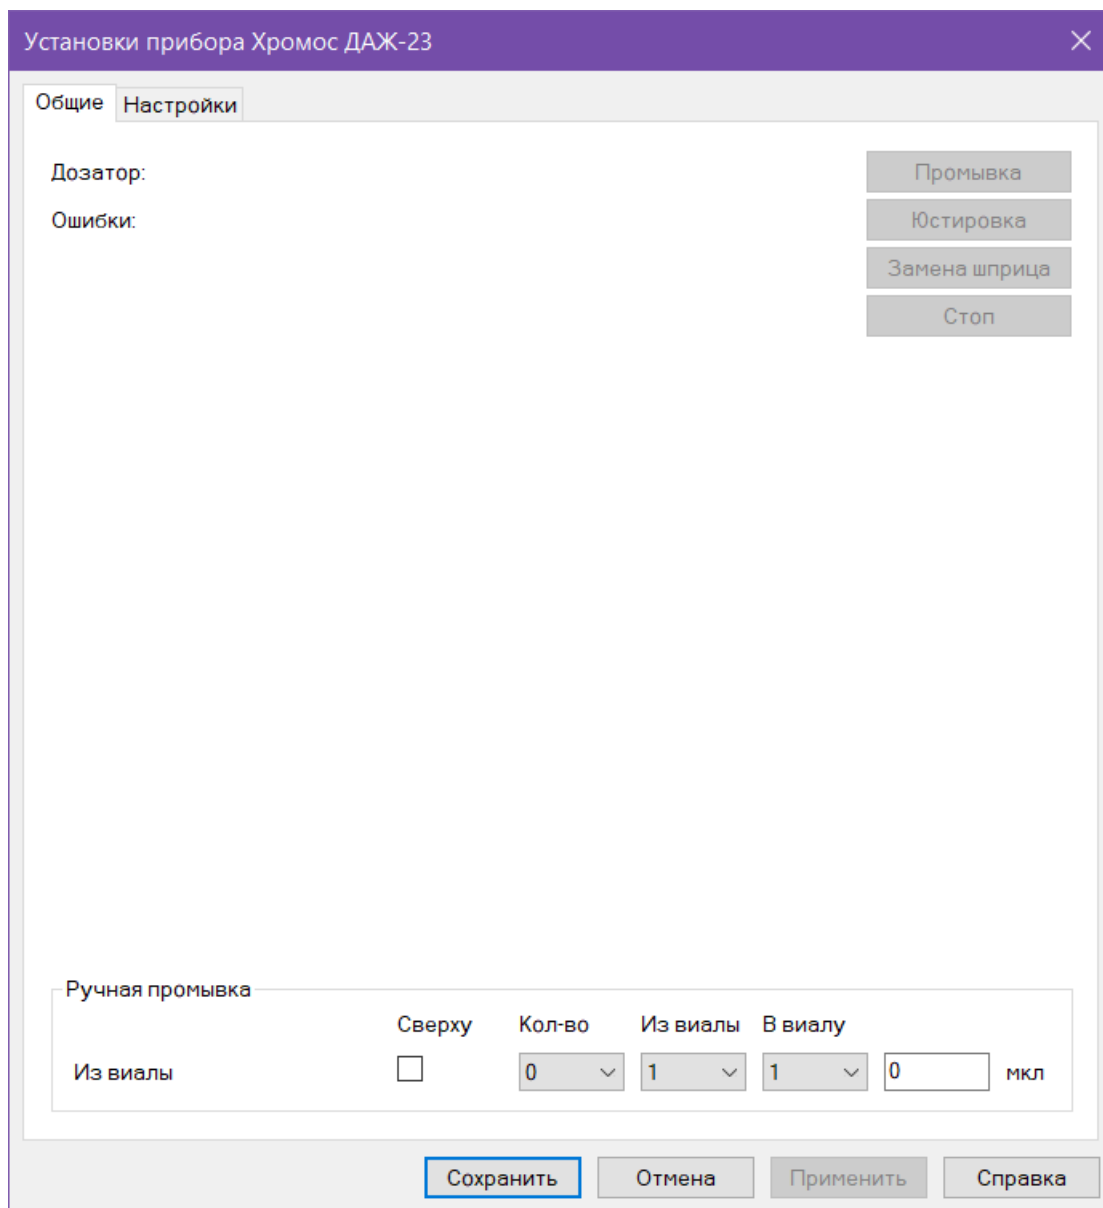 Установки прибора Хромос ДАЖ-23
Общие Настройки
Дозатор: Промывка
Ошибки: Юстировка
Замена шприца
Стоп
Ручная промывка
Сверху Кол-во Из виалы В виалу
Из виалы 0 1 1 0 мкл
Сохранить Отмена Применить Справка